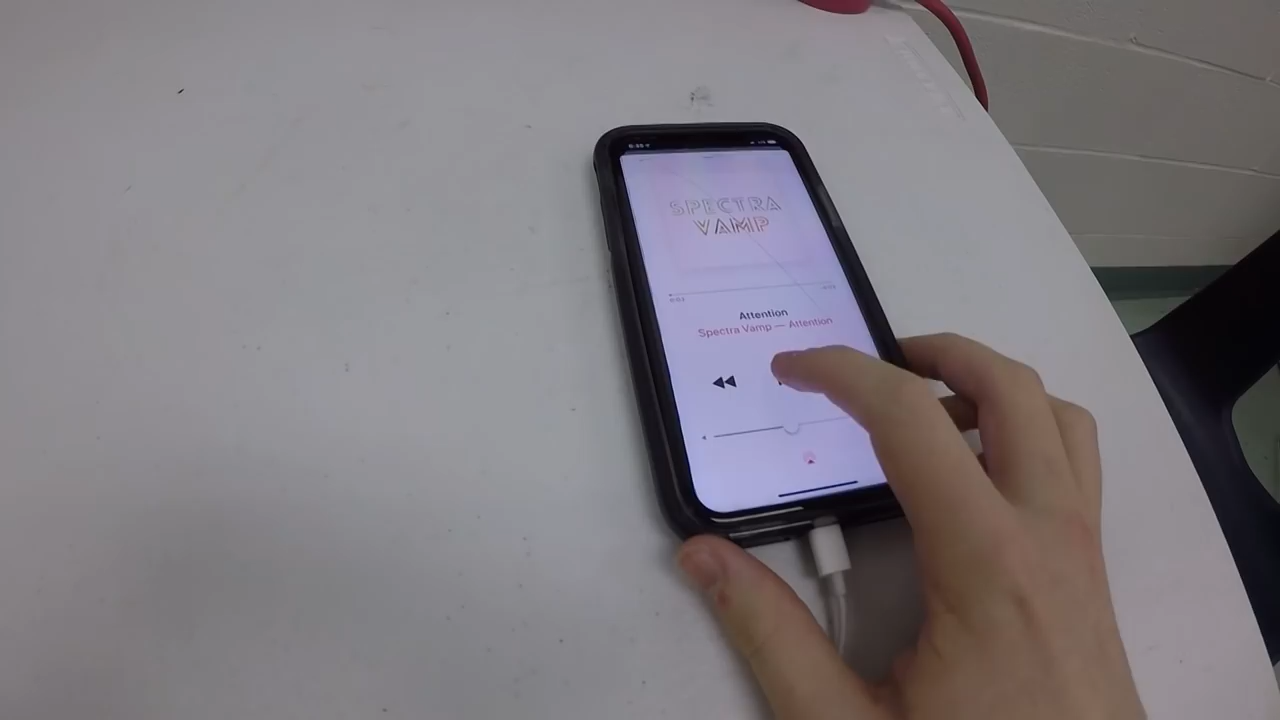 SPECTRA
VAMP
Attention
Spectra Vamp — Attention